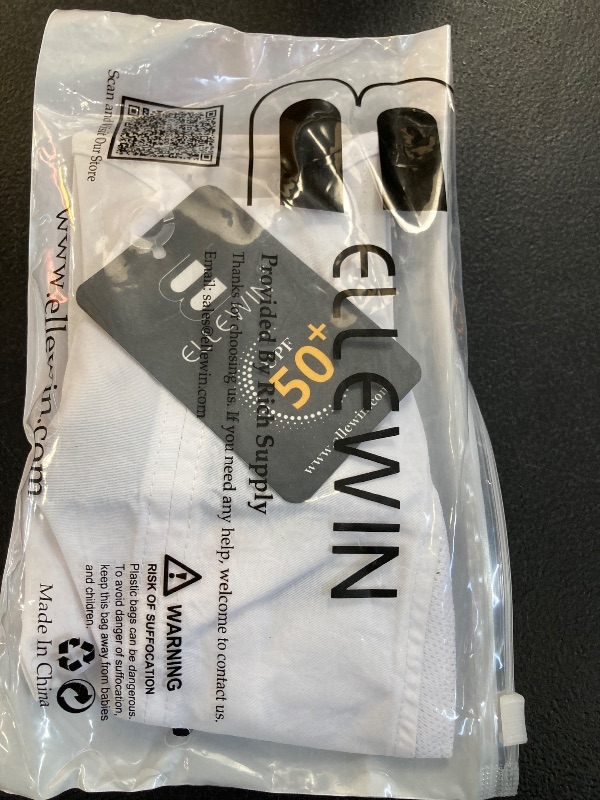 ELLEWIN
Provided By Rich Supply
Thanks for choosing us. If you need any help, welcome to contact us.
Email: sales@ellewin.com
Scan and Visit Our Store
www.ellewin.com
WARNING
RISK OF SUFFOCATION
Plastic bags can be dangerous.
To avoid danger of suffocation,
keep this bag away from babies
and children.
Made In China
eLLeWIN
UPF
50+
www.ellewin.com